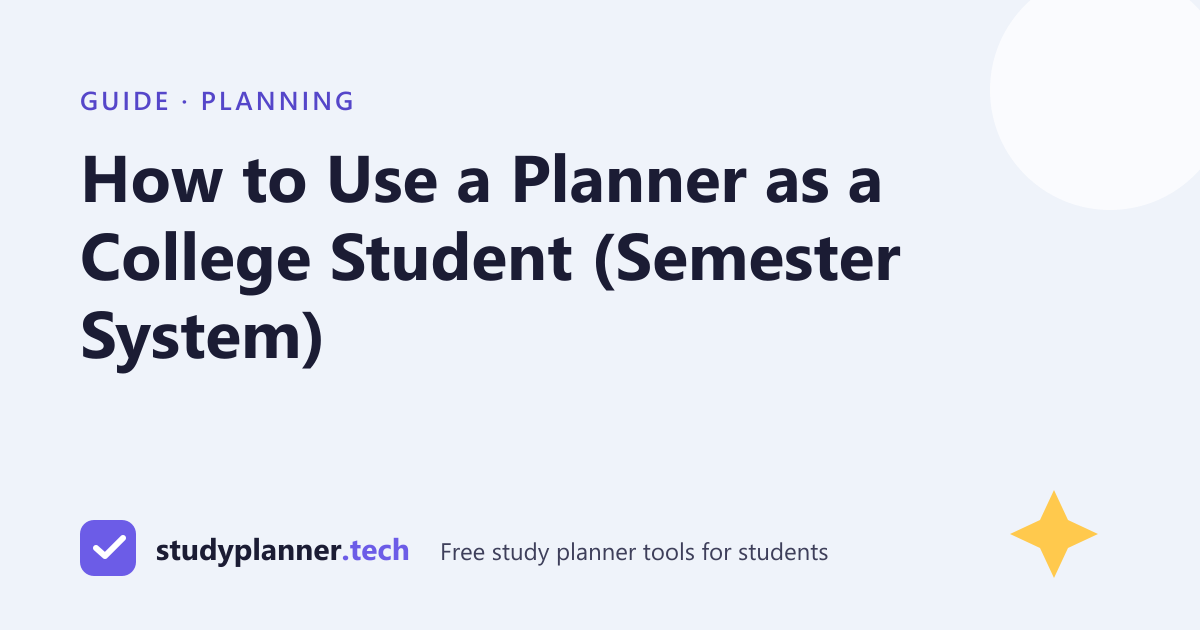 GUIDE · PLANNING
How to Use a Planner as a
College Student (Semester
System)
studyplanner.tech Free study planner tools for students